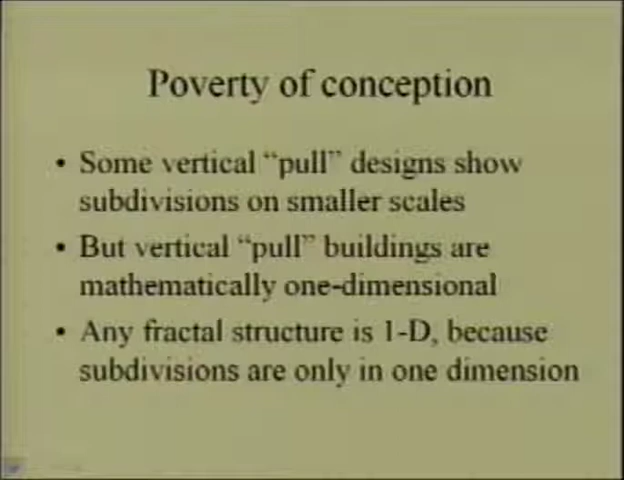 Poverty of conception
• Some vertical “pull” designs show
subdivisions on smaller scales
• But vertical “pull” buildings are
mathematically one-dimensional
• Any fractal structure is 1-D, because
subdivisions are only in one dimension